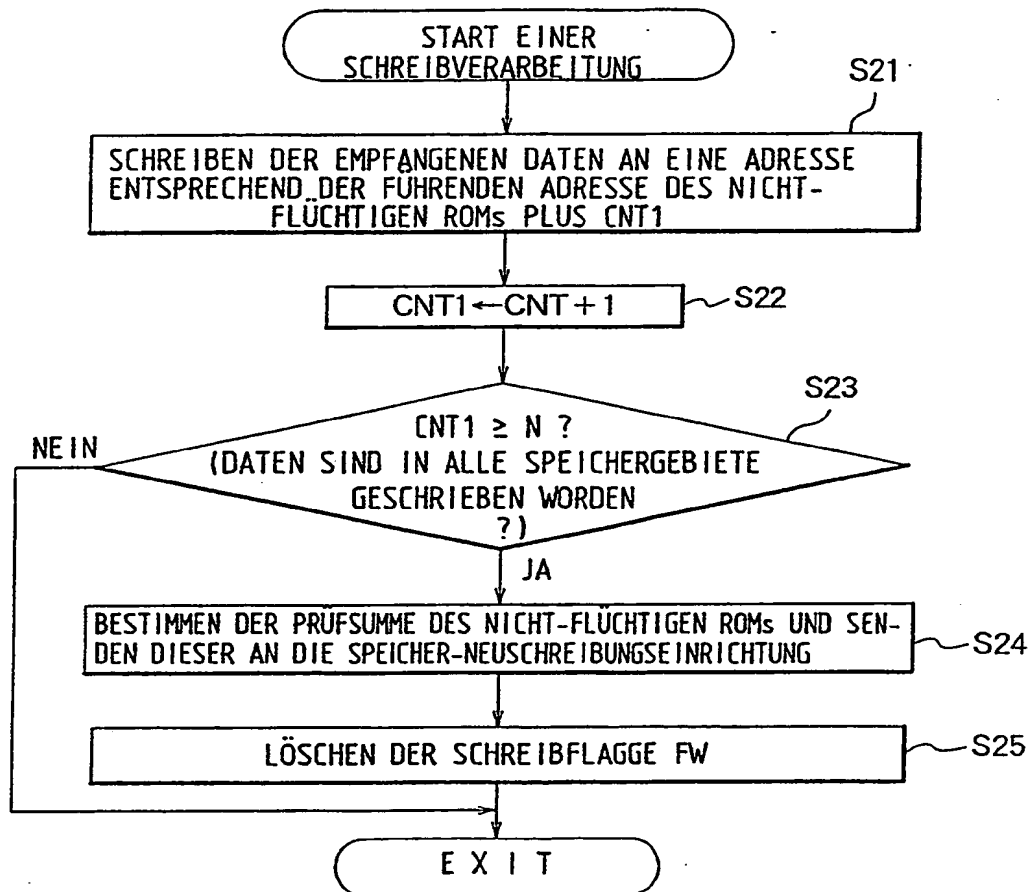 START EINER
SCHREIBVERARBEITUNG
S21
SCHREIBEN DER EMPFANGENEN DATEN AN EINE ADRESSE
ENTSPRECHEND DER FÜHRENDEN ADRESSE DES NICHT-
FLÜCHTIGEN ROMs PLUS CNT1
CNT1←CNT+1
S22
S23
CNT1 ≥ N ?
NEIN
(DATEN SIND IN ALLE SPEICHERGEBIETE
GESCHRIEBEN WORDEN
?)
JA
BESTIMMEN DER PRÜFSUMME DES NICHT-FLÜCHTIGEN ROMs UND SEN-
DEN DIESER AN DIE SPEICHER-NEUSCHREIBUNGSEINRICHTUNG
S24
LÖSCHEN DER SCHREIBFLAGGE FW
S25
EXIT